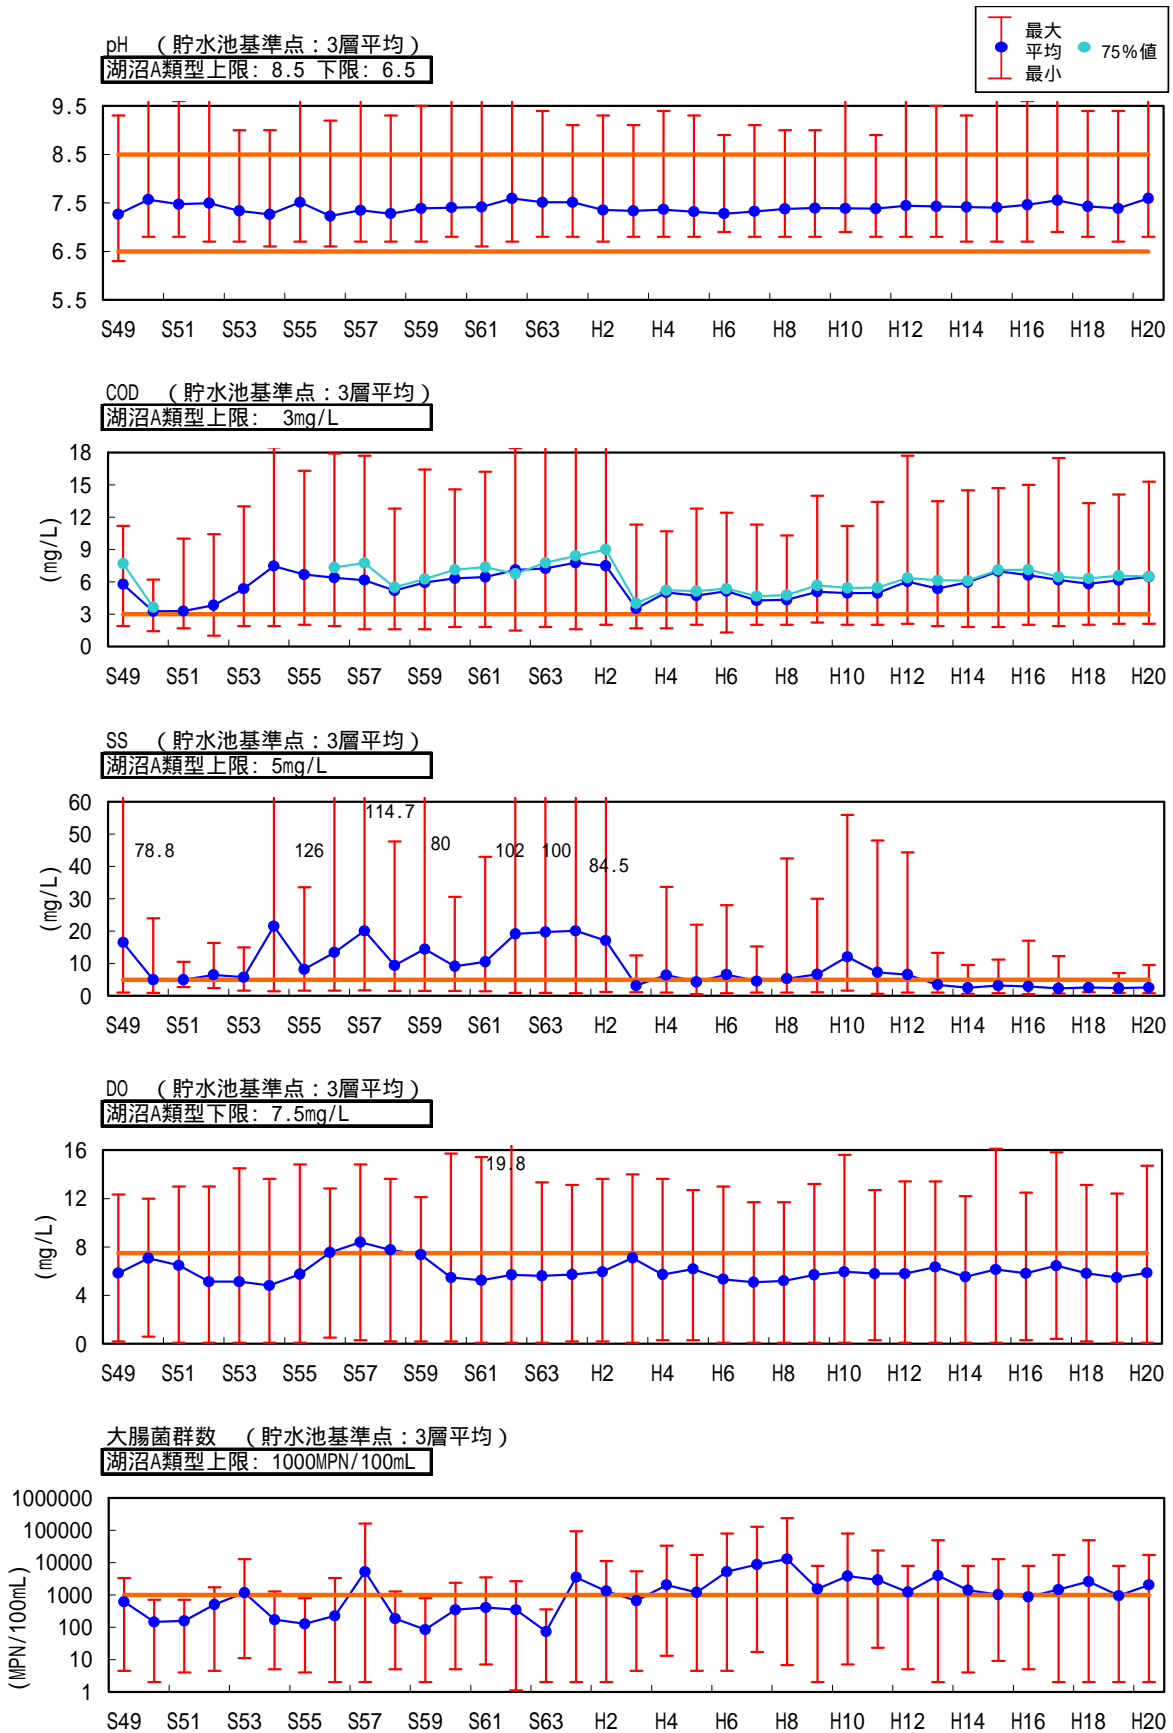 最大
平均 75%値
最小
pH （貯水池基準点：3層平均）
湖沼A類型上限: 8.5 下限: 6.5
9.5
8.5
7.5
6.5
5.5
S49 S51 S53 S55 S57 S59 S61 S63 H2 H4 H6 H8 H10 H12 H14 H16 H18 H20
COD （貯水池基準点：3層平均）
湖沼A類型上限: 3mg/L
(mg/L)
18
15
12
9
6
3
0
S49 S51 S53 S55 S57 S59 S61 S63 H2 H4 H6 H8 H10 H12 H14 H16 H18 H20
SS （貯水池基準点：3層平均）
湖沼A類型上限: 5mg/L
(mg/L)
60
50
40
30
20
10
0
78.8 126 114.7 80 102 100 84.5
S49 S51 S53 S55 S57 S59 S61 S63 H2 H4 H6 H8 H10 H12 H14 H16 H18 H20
DO （貯水池基準点：3層平均）
湖沼A類型下限: 7.5mg/L
(mg/L)
16
12
8
4
0
19.8
S49 S51 S53 S55 S57 S59 S61 S63 H2 H4 H6 H8 H10 H12 H14 H16 H18 H20
大腸菌群数 （貯水池基準点：3層平均）
湖沼A類型上限: 1000MPN/100mL
(MPN/100mL)
1000000
100000
10000
1000
100
10
1
S49 S51 S53 S55 S57 S59 S61 S63 H2 H4 H6 H8 H10 H12 H14 H16 H18 H20